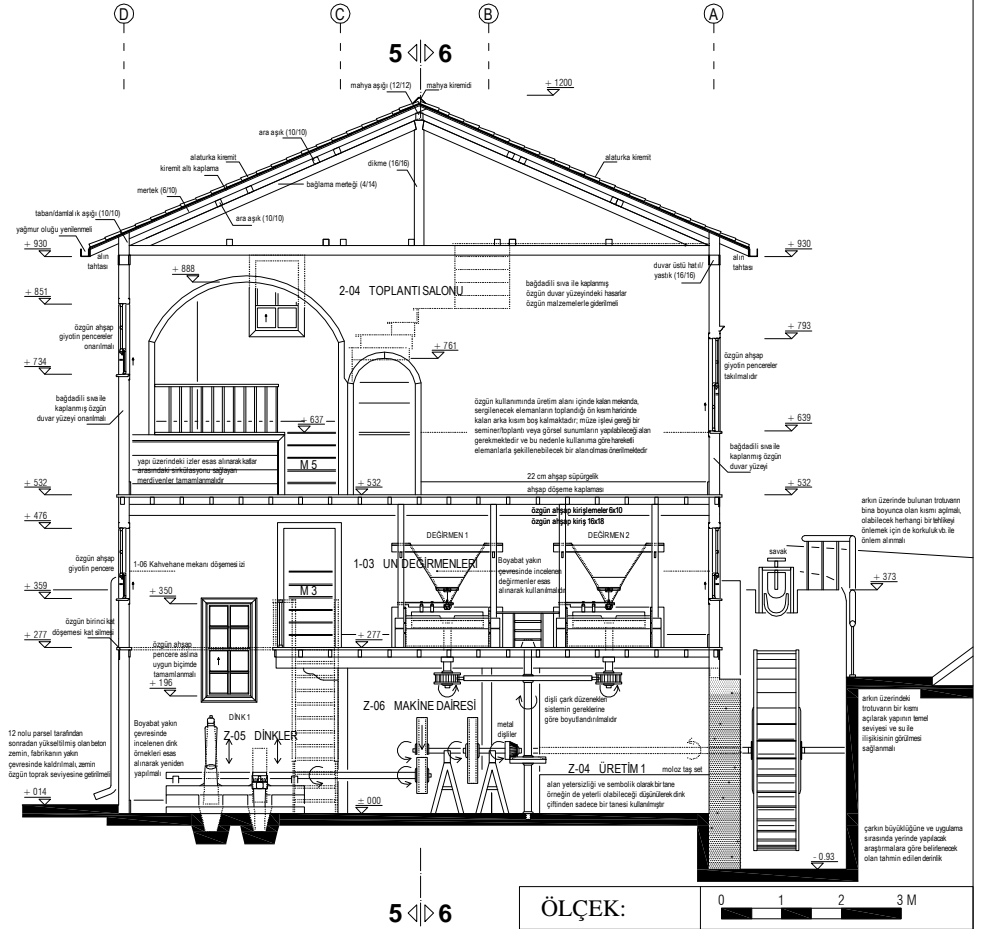 D
C
B
A
5 6
mahya aşığı (12/12)
mahya kiremidi
+ 1200
ara aşık (10/10)
alaturka kiremit
kiremit altı kaplama
dikme (16/16)
alaturka kiremit
mertek (6/10)
bağlama merteği (4/14)
taban/damlalık aşığı (10/10)
ara aşık (10/10)
yağmur oluğu yenilenmeli
+ 930
alın
tahtası
+ 930
alın
tahtası
duvar üstü hatıl/
yastık (16/16)
+ 888
+ 851
2-04 TOPLANTI SALONU
bağdadili sıva ile kaplanmış
özgün duvar yüzeyindeki hasarlar
özgün malzemelerle giderilmeli
özgün ahşap
giyotin pencereler
onarılmalı
+ 793
+ 761
+ 734
özgün ahşap
giyotin pencereler
takılmalıdır
bağdadili sıva ile
kaplanmış özgün
duvar yüzeyi onarılmalı
özgün kullanımında üretim alanı içinde kalan mekanda,
sergilenecek elemanların toplandığı ön kısım haricinde
kalan arka kısım boş kalmaktadır; müze işlevi gereği bir
seminer/toplantı veya görsel sunumların yapılabileceği alan
gerekmektedir ve bu nedenle kullanıma göre hareketli
elemanlarla şekillenebilecek bir alan olması önerilmektedir
+ 637
+ 639
bağdadili sıva ile
kaplanmış özgün
duvar yüzeyi
yapı üzerindeki izler esas alınarak katlar
arasındaki sirkülasyonu sağlayan
merdivenler tamamlanmalıdır
M 5
22 cm ahşap süpürgelik
+ 532
+ 532
ahşap döşeme kaplaması
+ 532
özgün ahşap kirişlemeler 6x10
özgün ahşap kiriş 16x18
+ 476
arkın üzerinde bulunan trotuvarın
bina boyunca olan kısmı açılmalı,
olabilecek herhangi bir tehlikeyi
önlemek için de korkuluk vb. ile
önlem alınmalı
DEĞİRMEN 1
DEĞİRMEN 2
savak
özgün ahşap
giyotin pencere
1-06 Kahvehane mekanı döşemesi izi
1-03 UN DEĞİRMENLERİ
Boyabat yakın
çevresinde incelenen
değirmenler esas
alınarak kullanılmalıdır
+ 373
+ 359
+ 350
M 3
özgün birinci kat
döşemesi kat silmesi
+ 277
özgün ahşap
pencere aslına
uygun biçimde
tamamlanmalı
+ 277
+ 277
+ 196
Z-06 MAKİNE DAİRESİ
dişli çark düzenekleri
sistemin gereklerine
göre boyutlandırılmalıdır
arkın üzerindeki
trotuvarın bir kısmı
açılarak yapının temel
seviyesi ve su ile
ilişikisinin görülmesi
sağlanmalı
DİNK 1
Boyabat yakın
çevresinde
incelenen dink
örnekleri esas
alınarak yeniden
yapılmalı
Z-05 DİNKLER
metal
dişliler
12 nolu parsel tarafından
sonradan yükseltilmiş olan beton
zemin, fabrikanın yakın
çevresinde kaldırılmalı, zemin
özgün toprak seviyesine getirilmeli
Z-04 ÜRETİM 1
moloz taş set
alan yetersizliği ve sembolik olarak bir tane
örneğin de yeterli olabileceği düşünülerek dink
çiftinden sadece bir tanesi kullanılmıştır
+ 014
+ 000
çarkın büyüklüğüne ve uygulama
sırasında yerinde yapılacak
araştırmalara göre belirlenecek
olan tahmin edilen derinlik
- 0.93
5 6
ÖLÇEK:
0 1 2 3 M